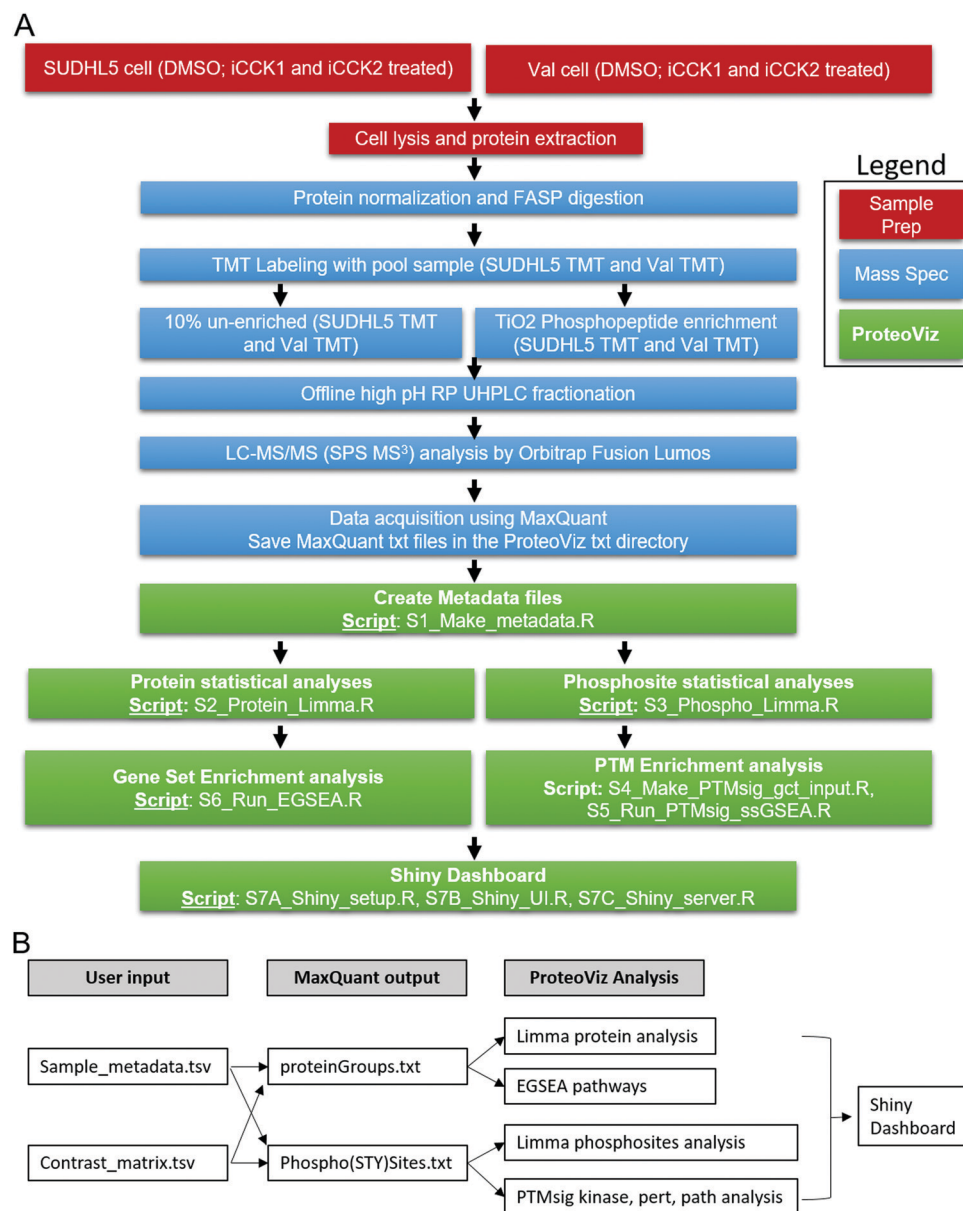 A
SUDHL5 cell (DMSO; iCCK1 and iCCK2 treated)
Val cell (DMSO; iCCK1 and iCCK2 treated)
Cell lysis and protein extraction
Protein normalization and FASP digestion
TMT Labeling with pool sample (SUDHL5 TMT and Val TMT)
10% un-enriched (SUDHL5 TMT
and Val TMT)
TiO2 Phosphopeptide enrichment
(SUDHL5 TMT and Val TMT)
Offline high pH RP UHPLC fractionation
LC-MS/MS (SPS MS³) analysis by Orbitrap Fusion Lumos
Data acquisition using MaxQuant
Save MaxQuant txt files in the ProteoViz txt directory
Create Metadata files
Script: S1_Make_metadata.R
Protein statistical analyses
Script: S2_Protein_Limma.R
Phosphosite statistical analyses
Script: S3_Phospho_Limma.R
Gene Set Enrichment analysis
Script: S6_Run_EGSEA.R
PTM Enrichment analysis
Script: S4_Make_PTMsig_gct_input.R,
S5_Run_PTMsig_ssGSEA.R
Shiny Dashboard
Script: S7A_Shiny_setup.R, S7B_Shiny_UI.R, S7C_Shiny_server.R
Legend
Sample
Prep
Mass Spec
ProteoViz
B
User input
MaxQuant output
ProteoViz Analysis
Sample_metadata.tsv
Contrast_matrix.tsv
proteinGroups.txt
Phospho(STY)Sites.txt
Limma protein analysis
EGSEA pathways
Limma phosphosites analysis
PTMsig kinase, pert, path analysis
Shiny
Dashboard